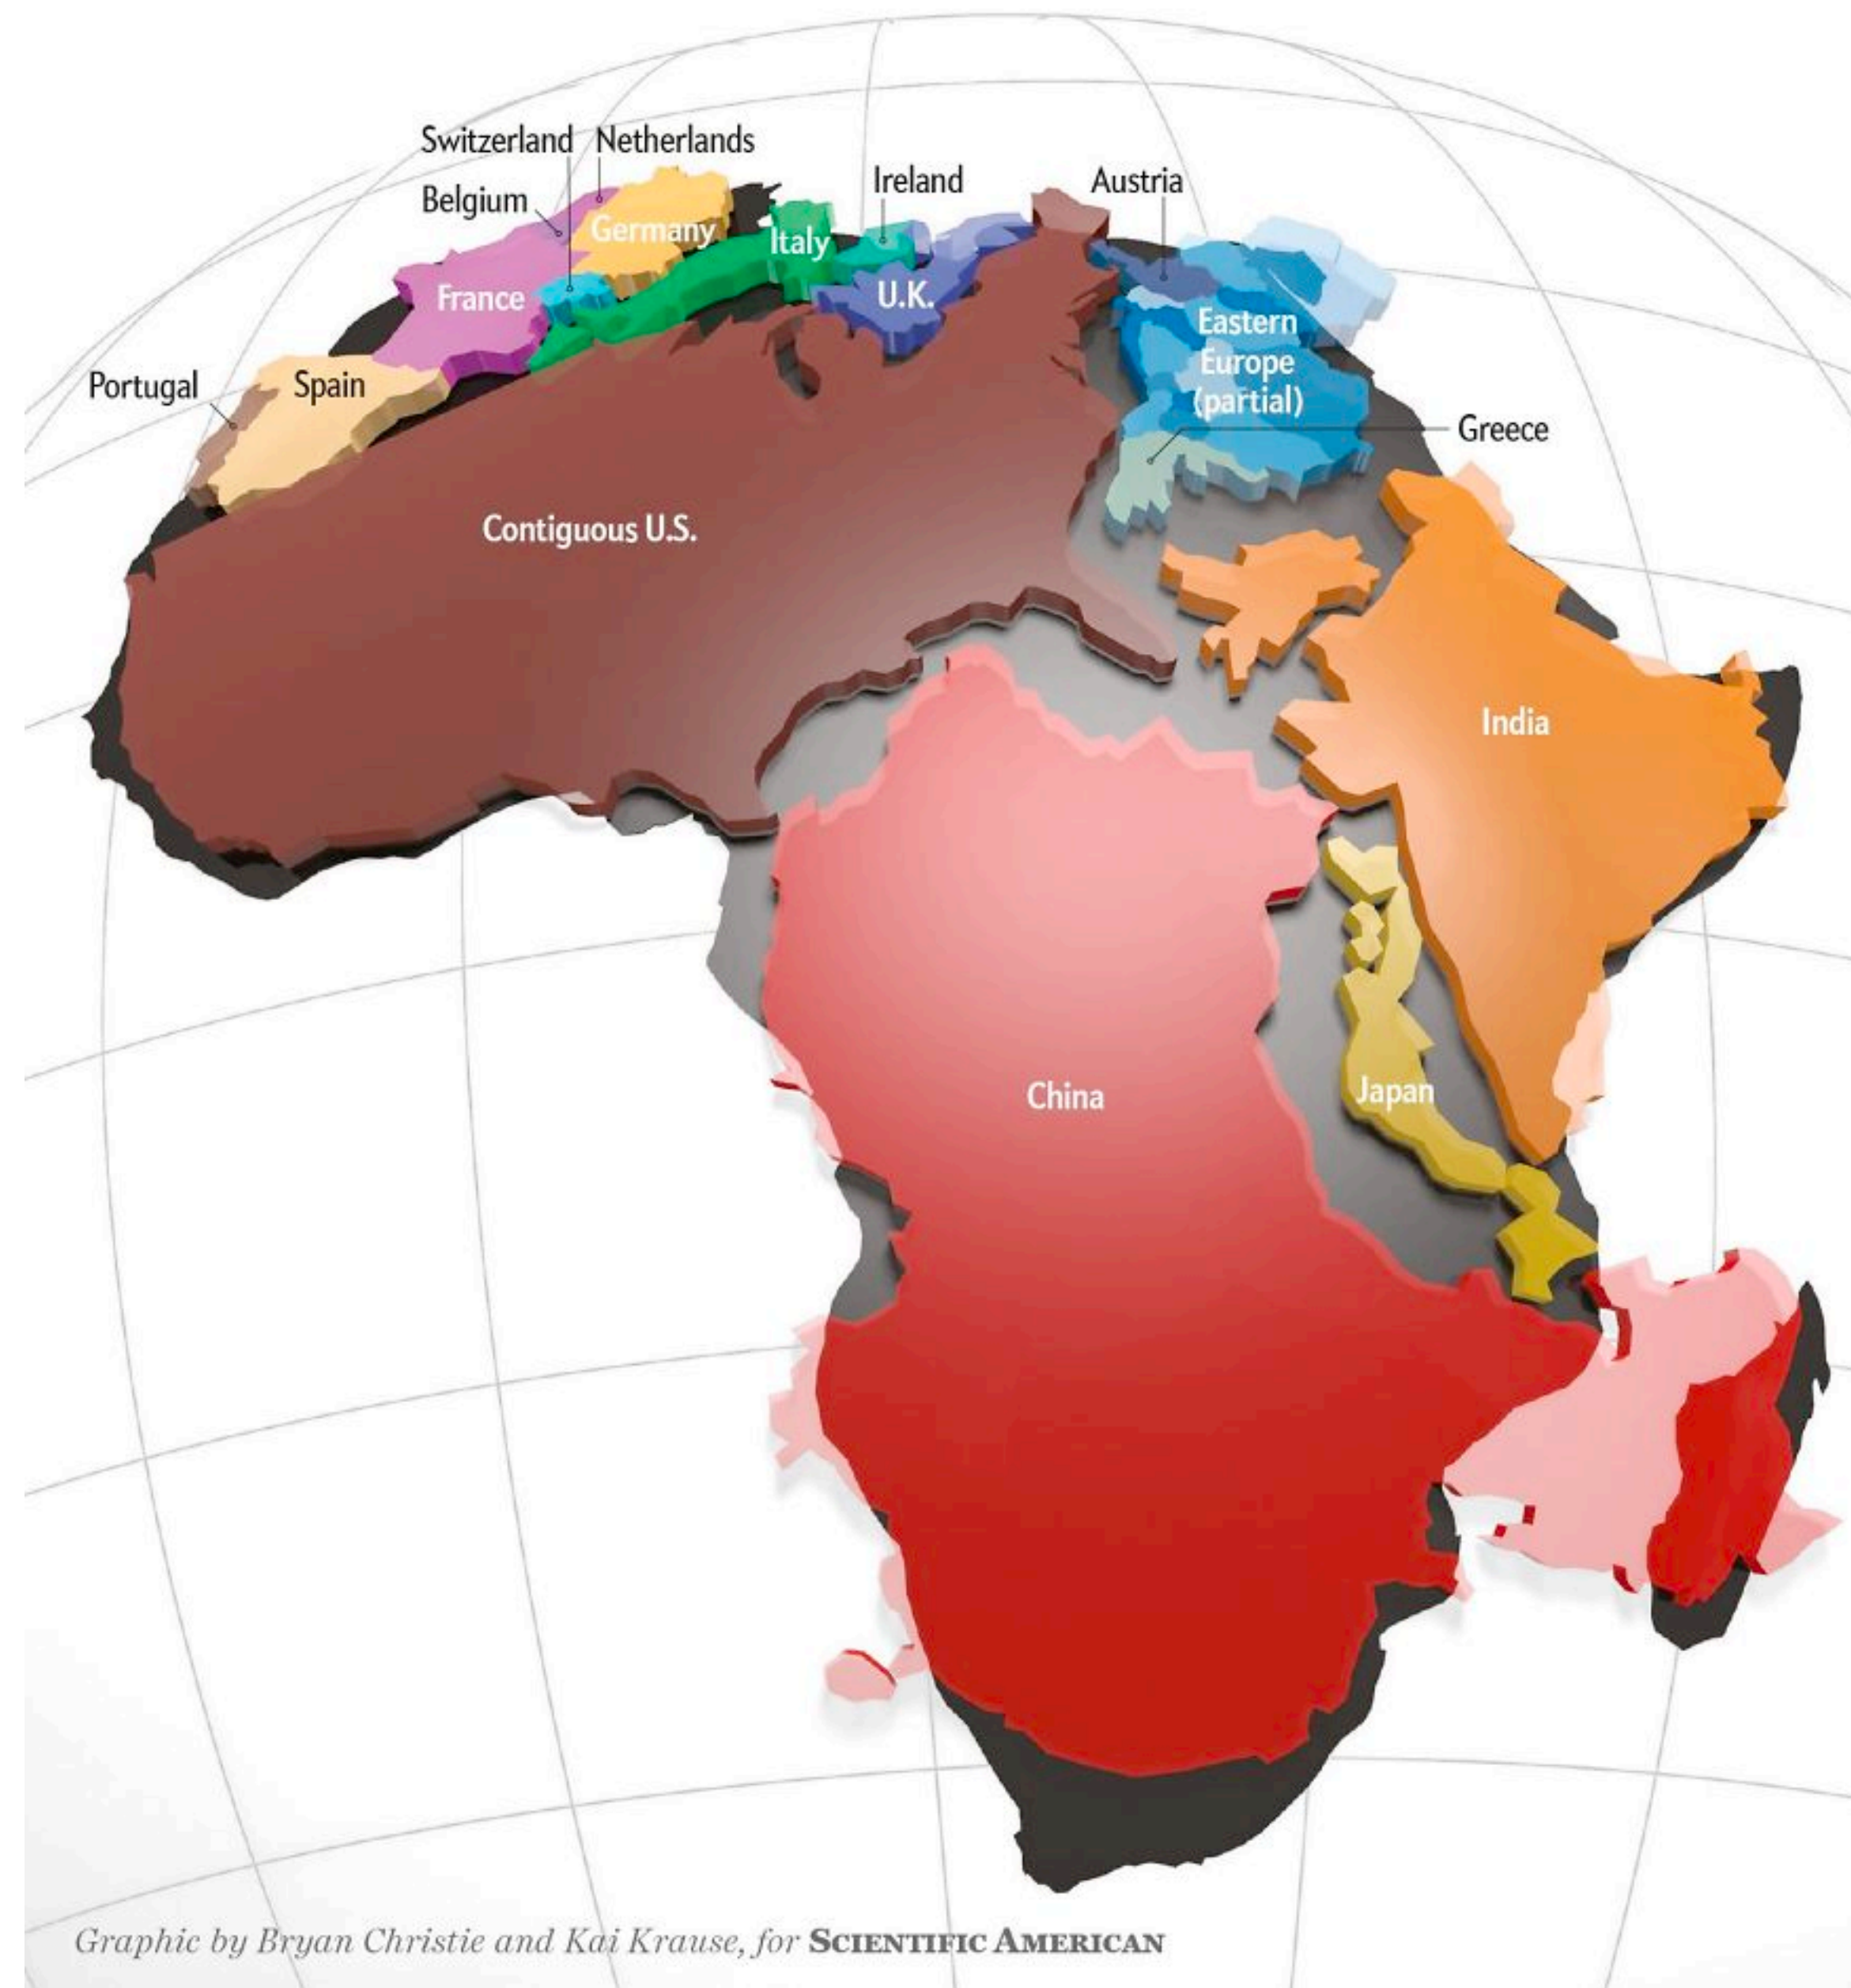 Switzerland
Netherlands
Belgium
Germany
Italy
Ireland
Austria
France
U.K.
Eastern
Europe
(partial)
Portugal
Spain
Greece
Contiguous U.S.
India
China
Japan
Graphic by Bryan Christie and Kai Krause, for SCIENTIFIC AMERICAN